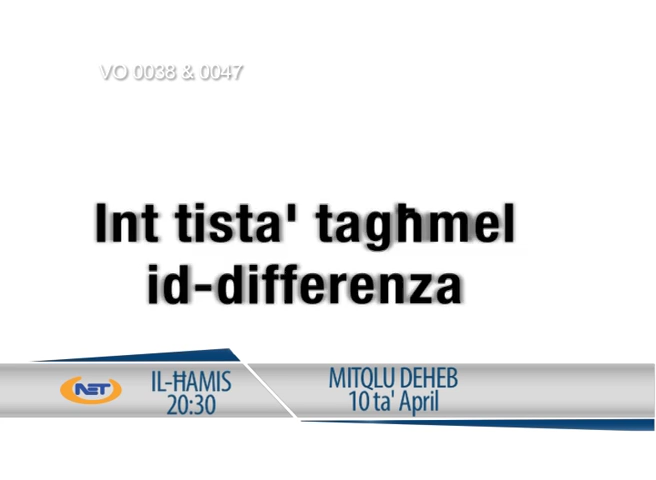 VO 0038 & 0047
Int tista' tagħmel
id-differenza
NET
IL-ĦAMIS
20:30
MITQLU DEHEB
10 ta' April